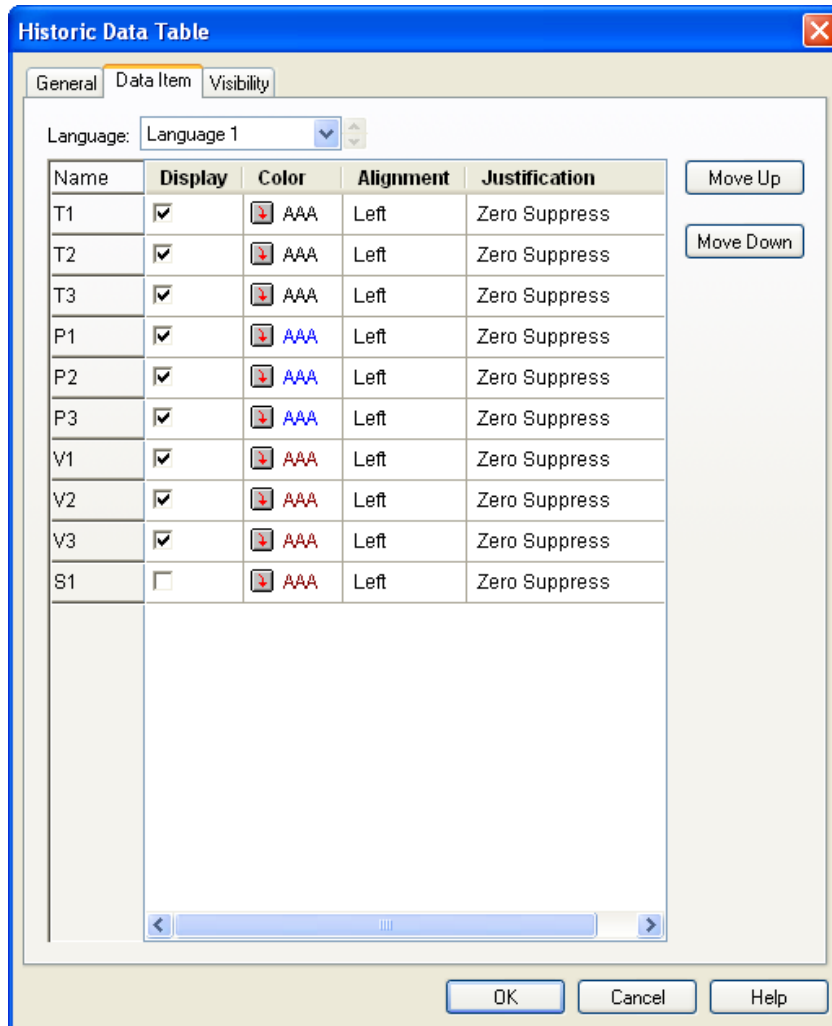 Historic Data Table
General Data Item Visibility
Language: Language 1
Name Display Color Alignment Justification
Move Up
T1 AAA Left Zero Suppress
T2 AAA Left Zero Suppress
Move Down
T3 AAA Left Zero Suppress
P1 AAA Left Zero Suppress
P2 AAA Left Zero Suppress
P3 AAA Left Zero Suppress
V1 AAA Left Zero Suppress
V2 AAA Left Zero Suppress
V3 AAA Left Zero Suppress
S1 AAA Left Zero Suppress
OK Cancel Help